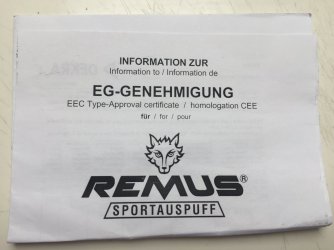 INFORMATION ZUR
Information to / Information de
EG-GENEHMIGUNG
EEC Type-Approval certificate / homologation CEE
für / for / pour
REMUS®
SPORTAUSPUFF